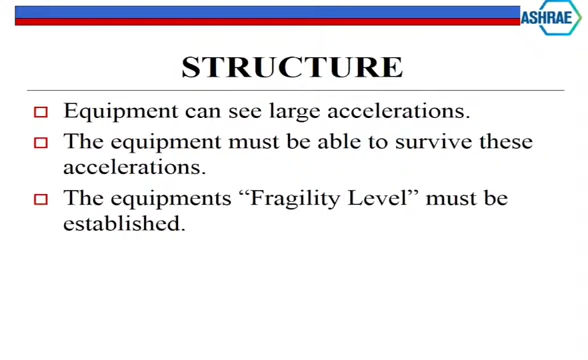 ASHRAE
STRUCTURE
Equipment can see large accelerations.
The equipment must be able to survive these
accelerations.
The equipments “Fragility Level” must be
established.